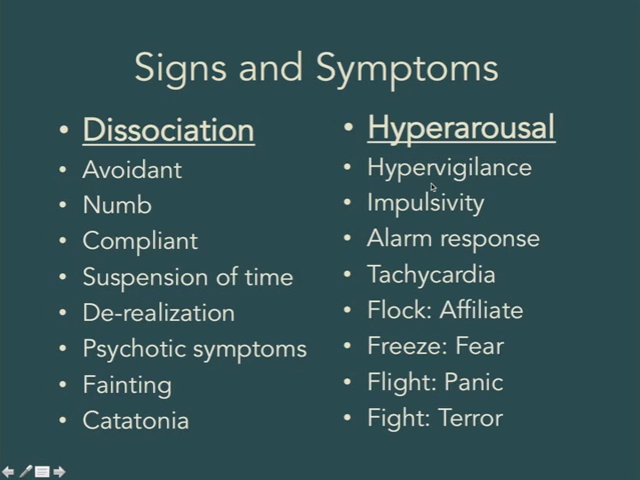 Signs and Symptoms
• Dissociation
• Avoidant
• Numb
• Compliant
• Suspension of time
• De-realization
• Psychotic symptoms
• Fainting
• Catatonia
• Hyperarousal
• Hypervigilance
• Impulsivity
• Alarm response
• Tachycardia
• Flock: Affiliate
• Freeze: Fear
• Flight: Panic
• Fight: Terror